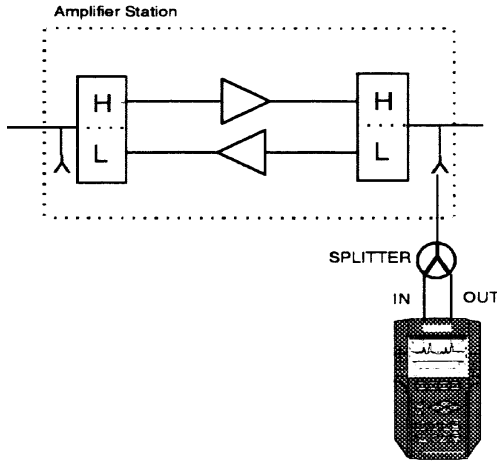 Amplifier Station
H
H
L
L
SPLITTER
IN
OUT